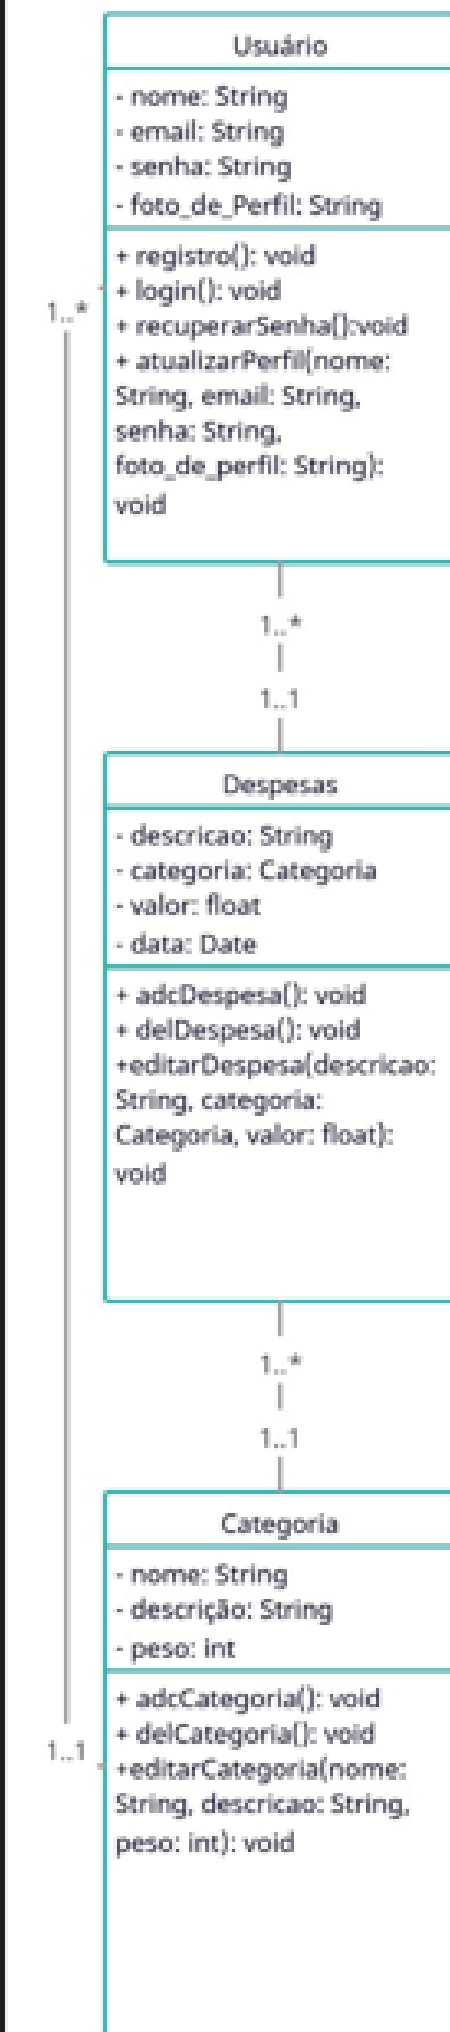 Usuário
- nome: String
- email: String
- senha: String
- foto_de_Perfil: String
+ registro(): void
+ login(): void
1..*
+ recuperarSenha():void
+ atualizarPerfil(nome:
String, email: String,
senha: String,
foto_de_perfil: String):
void
1..*
1..1
Despesas
- descricao: String
- categoria: Categoria
- valor: float
- data: Date
+ adcDespesa(): void
+ delDespesa(): void
+editarDespesa(descricao:
String, categoria:
Categoria, valor: float):
void
1..*
1..1
Categoria
- nome: String
- descrição: String
- peso: int
+ adcCategoria(): void
+ delCategoria(): void
1..1
+editarCategoria(nome:
String, descricao: String,
peso: int): void